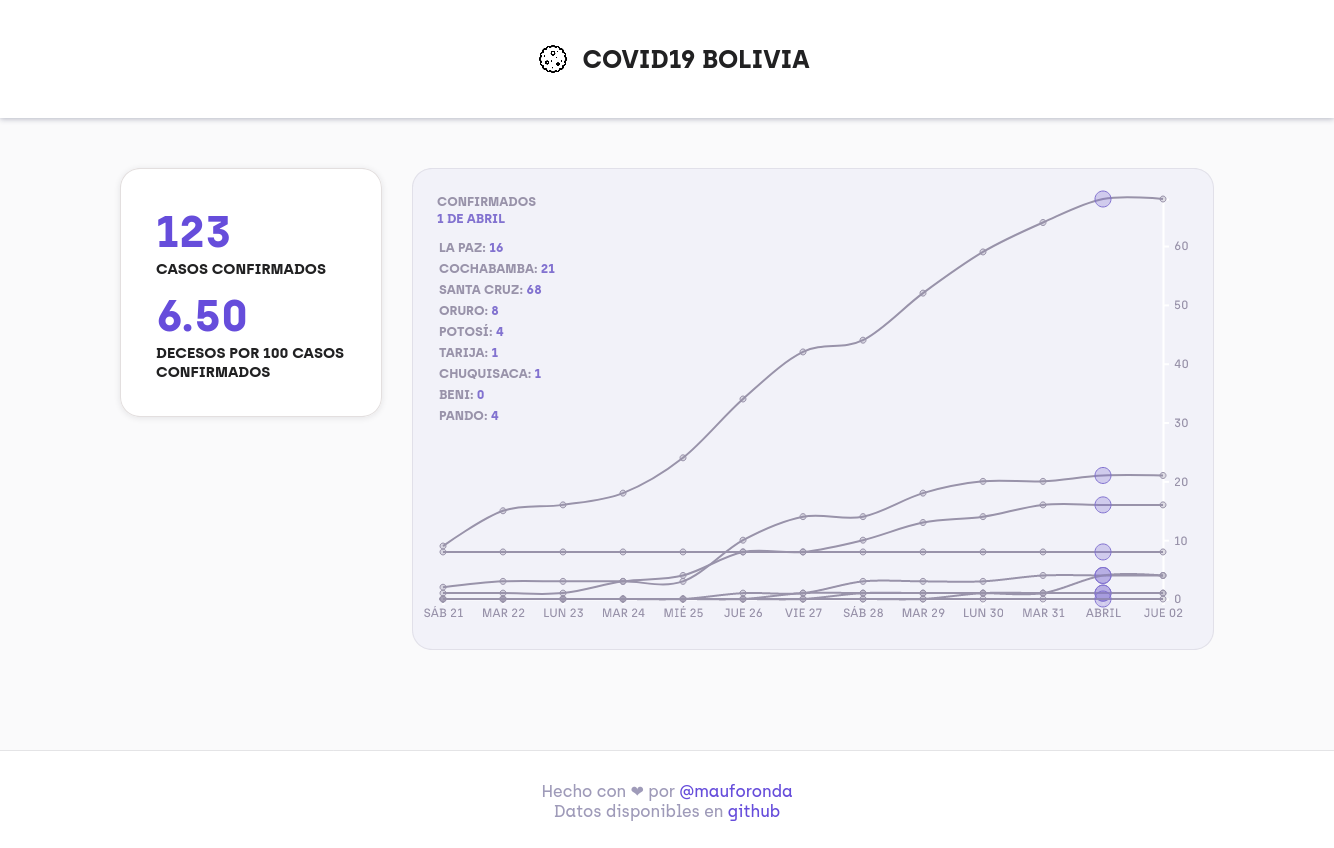 COVID19 BOLIVIA
123
CASOS CONFIRMADOS
6.50
DECESOS POR 100 CASOS
CONFIRMADOS
CONFIRMADOS
1 DE ABRIL
LA PAZ: 16
COCHABAMBA: 21
SANTA CRUZ: 68
ORURO: 8
POTOSÍ: 4
TARIJA: 1
CHUQUISACA: 1
BENI: 0
PANDO: 4
60
50
40
30
20
10
0
SÁB 21 MAR 22 LUN 23 MAR 24 MIÉ 25 JUE 26 VIE 27 SÁB 28 MAR 29 LUN 30 MAR 31 ABRIL JUE 02
Hecho con ❤ por @mauforonda
Datos disponibles en github